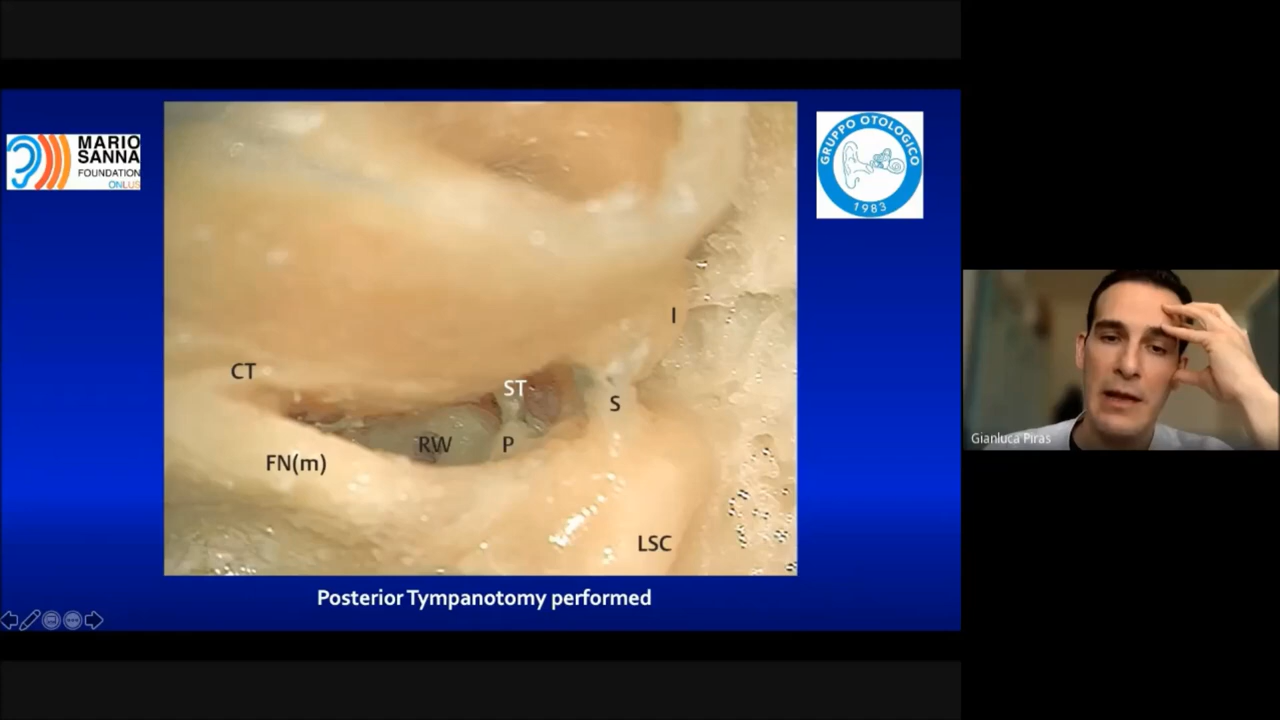 MARIO
SANNA
FOUNDATION
ONLUS
GRUPPO OTOLOGICO
1983
I
CT
ST
S
RW
P
FN(m)
LSC
Posterior Tympanotomy performed
Gianluca Piras